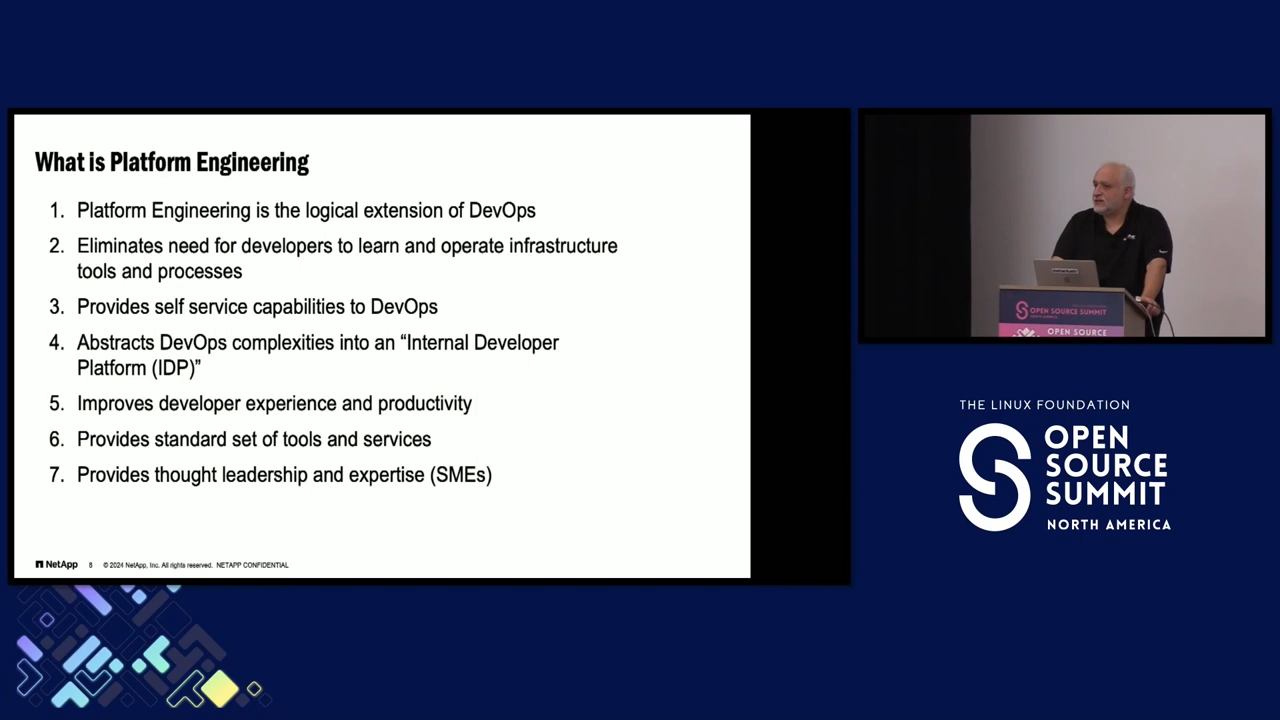 What is Platform Engineering
1. Platform Engineering is the logical extension of DevOps
2. Eliminates need for developers to learn and operate infrastructure
tools and processes
3. Provides self service capabilities to DevOps
4. Abstracts DevOps complexities into an “Internal Developer
Platform (IDP)”
5. Improves developer experience and productivity
6. Provides standard set of tools and services
7. Provides thought leadership and expertise (SMEs)
NetApp
© 2024 NetApp, Inc. All rights reserved. NETAPP CONFIDENTIAL
OPEN SOURCE SUMMIT
OPEN SOURCE
THE LINUX FOUNDATION
OPEN
SOURCE
SUMMIT
NORTH AMERICA